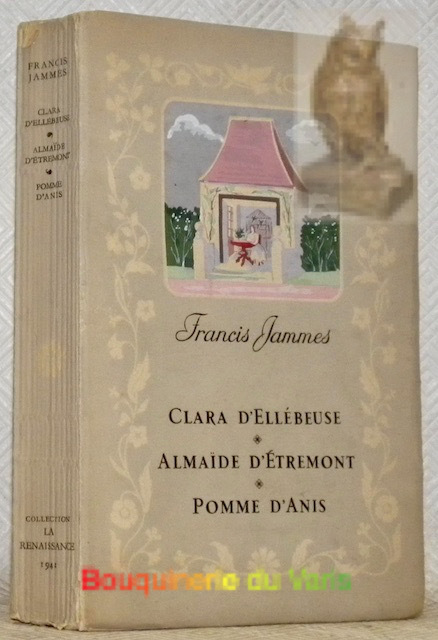 FRANCIS
JAMMES
CLARA
D'ELLÉBEUSE
ALMAÏDE
D'ÉTREMONT
POMME
D'ANIS
COLLECTION
LA
RENAISSANCE
1941
Francis Jammes
CLARA D'ELLÉBEUSE
ALMAÏDE D'ÉTREMONT
POMME D'ANIS
Bouquinerie du Varis